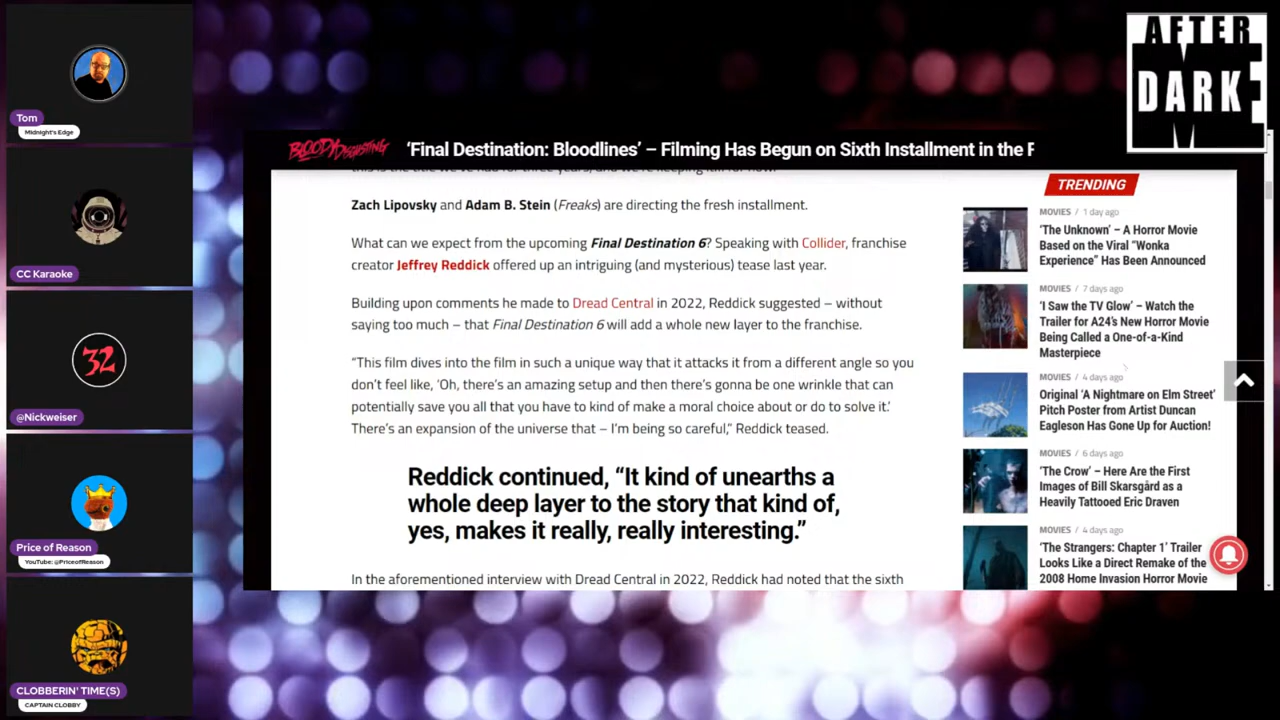 Tom
Midnight's Edge
CC Karaoke
32
@Nickweiser
Price of Reason
YouTube: @PriceofReason
CLOBBERIN' TIME(S)
CAPTAIN CLOBBY
AFTER
DARK
ME
BLOODY DISGUSTING
‘Final Destination: Bloodlines’ – Filming Has Begun on Sixth Installment in the F
this is the title we've had for three years, and we're keeping
Zach Lipovsky and Adam B. Stein (Freaks) are directing the fresh installment.
What can we expect from the upcoming Final Destination 6? Speaking with Collider, franchise
creator Jeffrey Reddick offered up an intriguing (and mysterious) tease last year.
Building upon comments he made to Dread Central in 2022, Reddick suggested – without
saying too much – that Final Destination 6 will add a whole new layer to the franchise.
“This film dives into the film in such a unique way that it attacks it from a different angle so you
don’t feel like, ‘Oh, there’s an amazing setup and then there’s gonna be one wrinkle that can
potentially save you all that you have to kind of make a moral choice about or do to solve it.’
There’s an expansion of the universe that – I’m being so careful,” Reddick teased.
Reddick continued, “It kind of unearths a
whole deep layer to the story that kind of,
yes, makes it really, really interesting.”
In the aforementioned interview with Dread Central in 2022, Reddick had noted that the sixth
TRENDING
MOVIES / 1 day ago
‘The Unknown’ – A Horror Movie
Based on the Viral “Wonka
Experience” Has Been Announced
MOVIES / 7 days ago
‘I Saw the TV Glow’ – Watch the
Trailer for A24’s New Horror Movie
Being Called a One-of-a-Kind
Masterpiece
MOVIES / 4 days ago
Original ‘A Nightmare on Elm Street’
Pitch Poster from Artist Duncan
Eagleson Has Gone Up for Auction!
MOVIES / 6 days ago
‘The Crow’ – Here Are the First
Images of Bill Skarsgård as a
Heavily Tattooed Eric Draven
MOVIES / 4 days ago
‘The Strangers: Chapter 1’ Trailer
Looks Like a Direct Remake of the
2008 Home Invasion Horror Movie